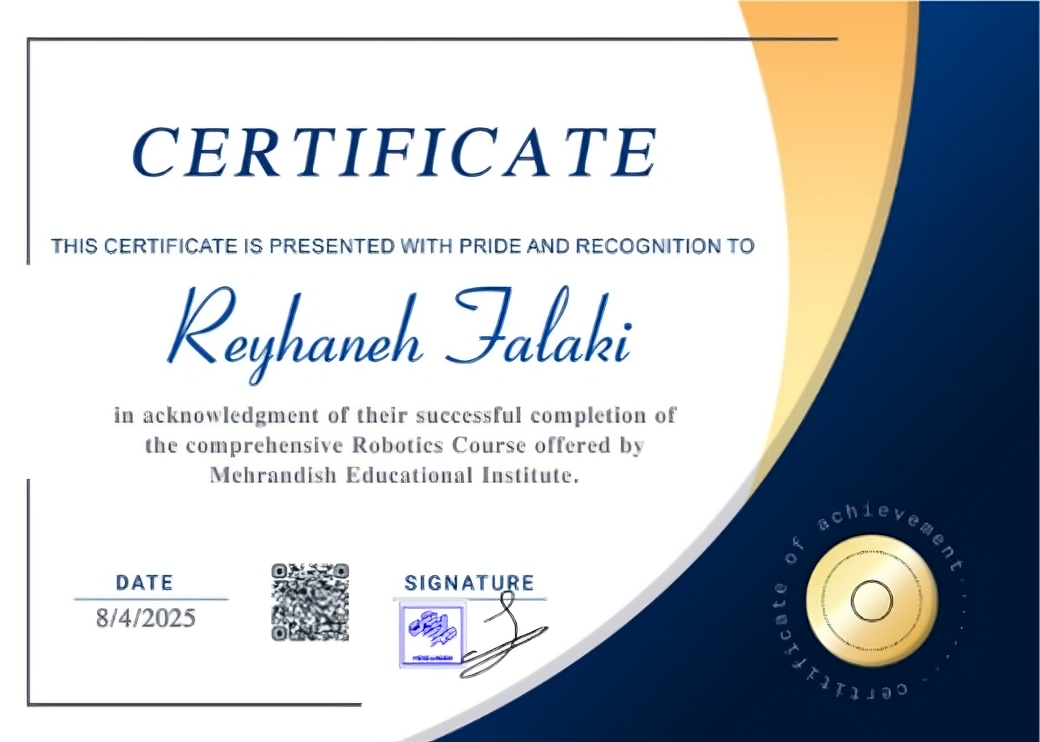 CERTIFICATE
THIS CERTIFICATE IS PRESENTED WITH PRIDE AND RECOGNITION TO
Reyhaneh Falaki
in acknowledgment of their successful completion of
the comprehensive Robotics Course offered by
Mehrandish Educational Institute.
DATE
8/4/2025
SIGNATURE
certificate of achievement